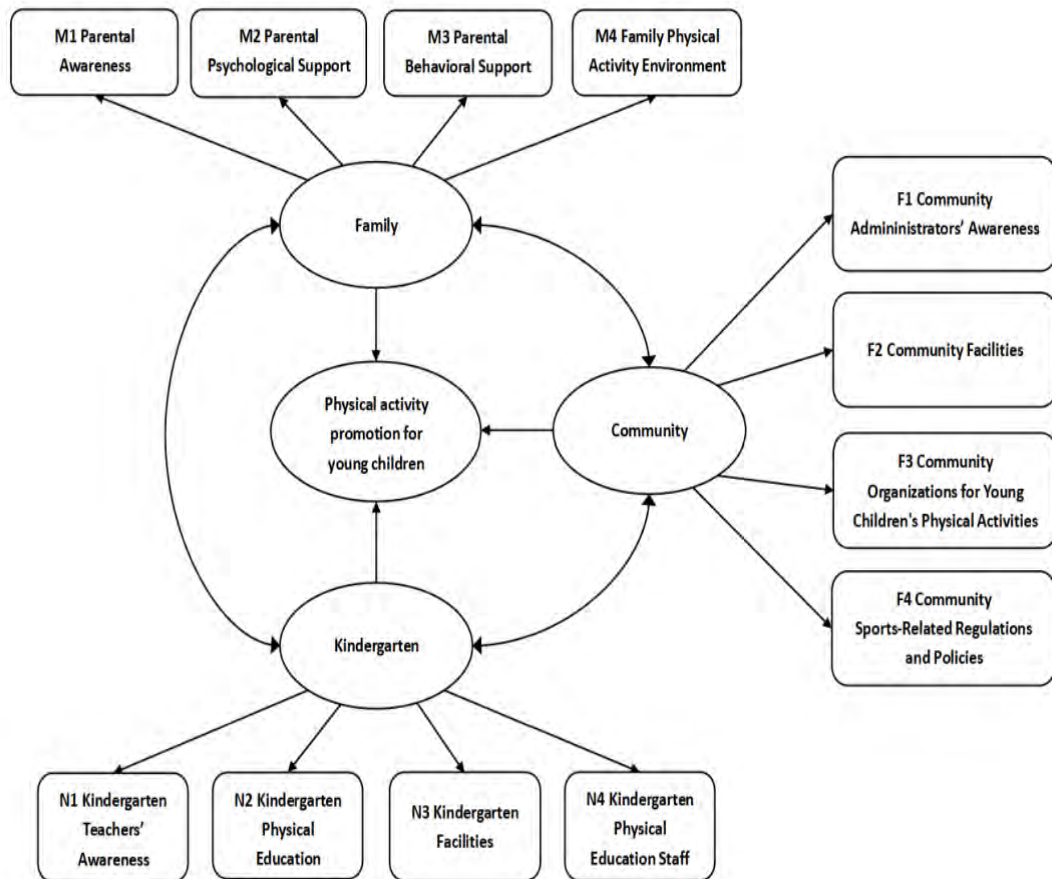 M1 Parental
Awareness
M2 Parental
Psychological Support
M3 Parental
Behavioral Support
M4 Family Physical
Activity Environment
Family
F1 Community
Admininistrators’ Awareness
F2 Community Facilities
Physical activity
promotion for
young children
Community
F3 Community
Organizations for Young
Children's Physical Activities
F4 Community
Sports-Related Regulations
and Policies
Kindergarten
N1 Kindergarten
Teachers’
Awareness
N2 Kindergarten
Physical
Education
N3 Kindergarten
Facilities
N4 Kindergarten
Physical
Education Staff